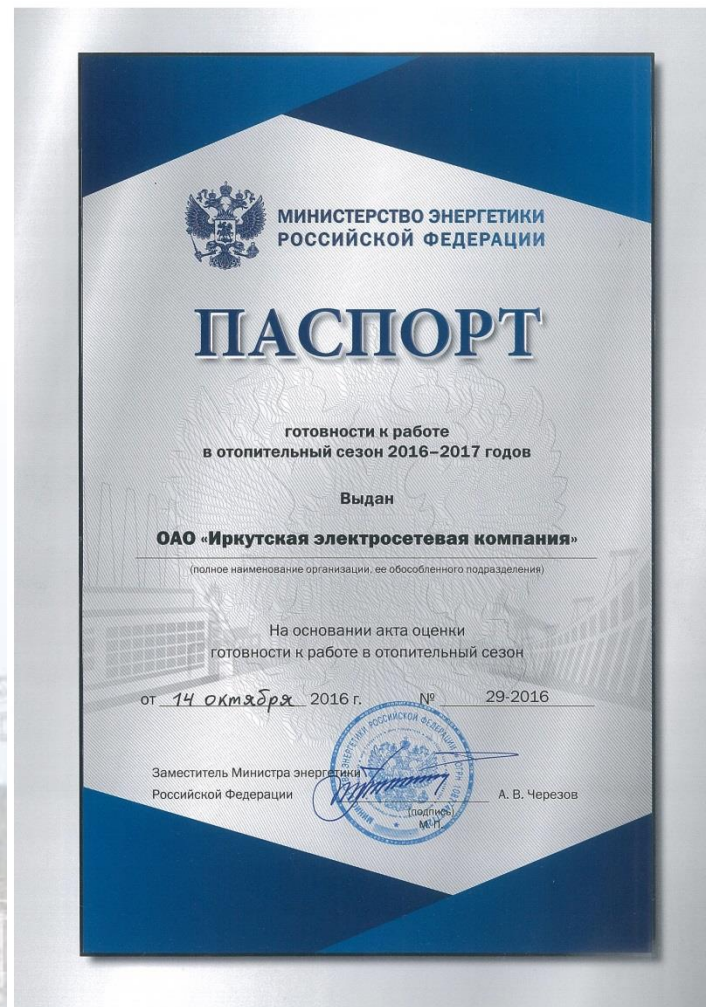 МИНИСТЕРСТВО ЭНЕРГЕТИКИ
РОССИЙСКОЙ ФЕДЕРАЦИИ
ПАСПОРТ
готовности к работе
в отопительный сезон 2016–2017 годов
Выдан
ОАО «Иркутская электросетевая компания»
(полное наименование организации, ее обособленного подразделения)
На основании акта оценки
готовности к работе в отопительный сезон
от 14 октября 2016 г. № 29-2016
Заместитель Министра энергетики
Российской Федерации А. В. Черезов
(подпись)
М. П.